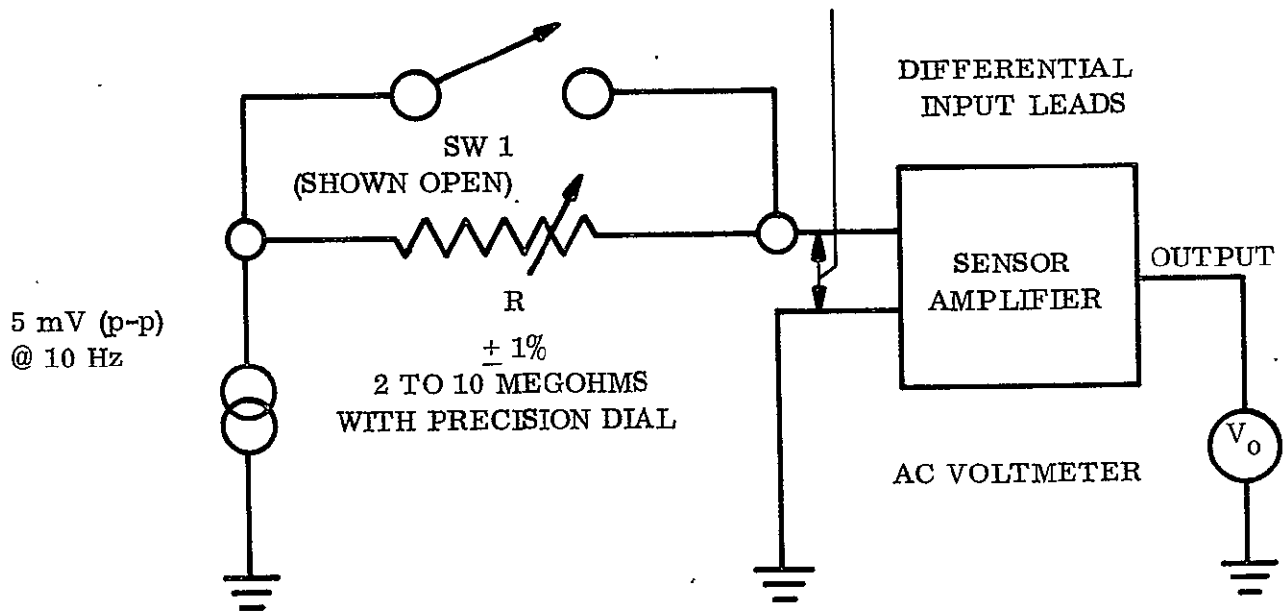 DIFFERENTIAL
INPUT LEADS
SW 1
(SHOWN OPEN)
SENSOR
AMPLIFIER
OUTPUT
5 mV (p-p)
@ 10 Hz
R
± 1%
2 TO 10 MEGOHMS
WITH PRECISION DIAL
Vo
AC VOLTMETER